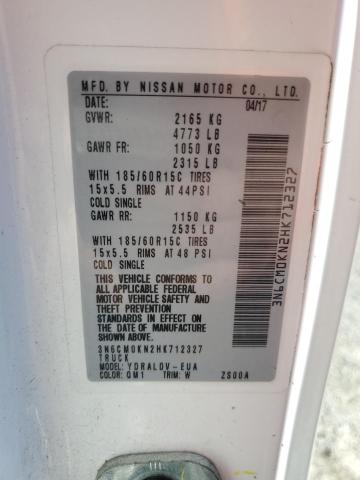 MFD. BY NISSAN MOTOR CO., LTD.
DATE: 04/17
GVWR: 2165 KG
4773 LB
GAWR FR: 1050 KG
2315 LB
WITH 185/60R15C TIRES
15x5.5 RIMS AT 44PSI
COLD SINGLE
GAWR RR: 1150 KG
2535 LB
WITH 185/60R15C TIRES
15x5.5 RIMS AT 48 PSI
COLD SINGLE
THIS VEHICLE CONFORMS TO
ALL APPLICABLE FEDERAL
MOTOR VEHICLE SAFETY AND
THEFT PREVENTION
STANDARDS IN EFFECT ON
THE DATE OF MANUFACTURE
SHOWN ABOVE.
3N6CM0KN2HK712327
TRUCK
MODEL: YDRALDV-EUA
COLOR: QM1 TRIM: W ZS00A
3N6CM0KN2HK712327